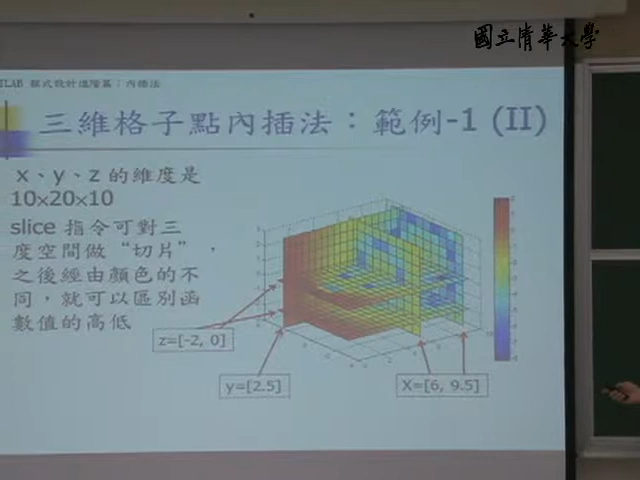 國立清華大學
MATLAB 程式設計進階篇：內插法
三維格子點內插法：範例-1 (II)
x、y、z 的維度是
10×20×10
slice 指令可對三
度空間做“切片”，
之後經由顏色的不
同，就可以區別函
數值的高低
z=[-2, 0]
y=[2.5]
X=[6, 9.5]